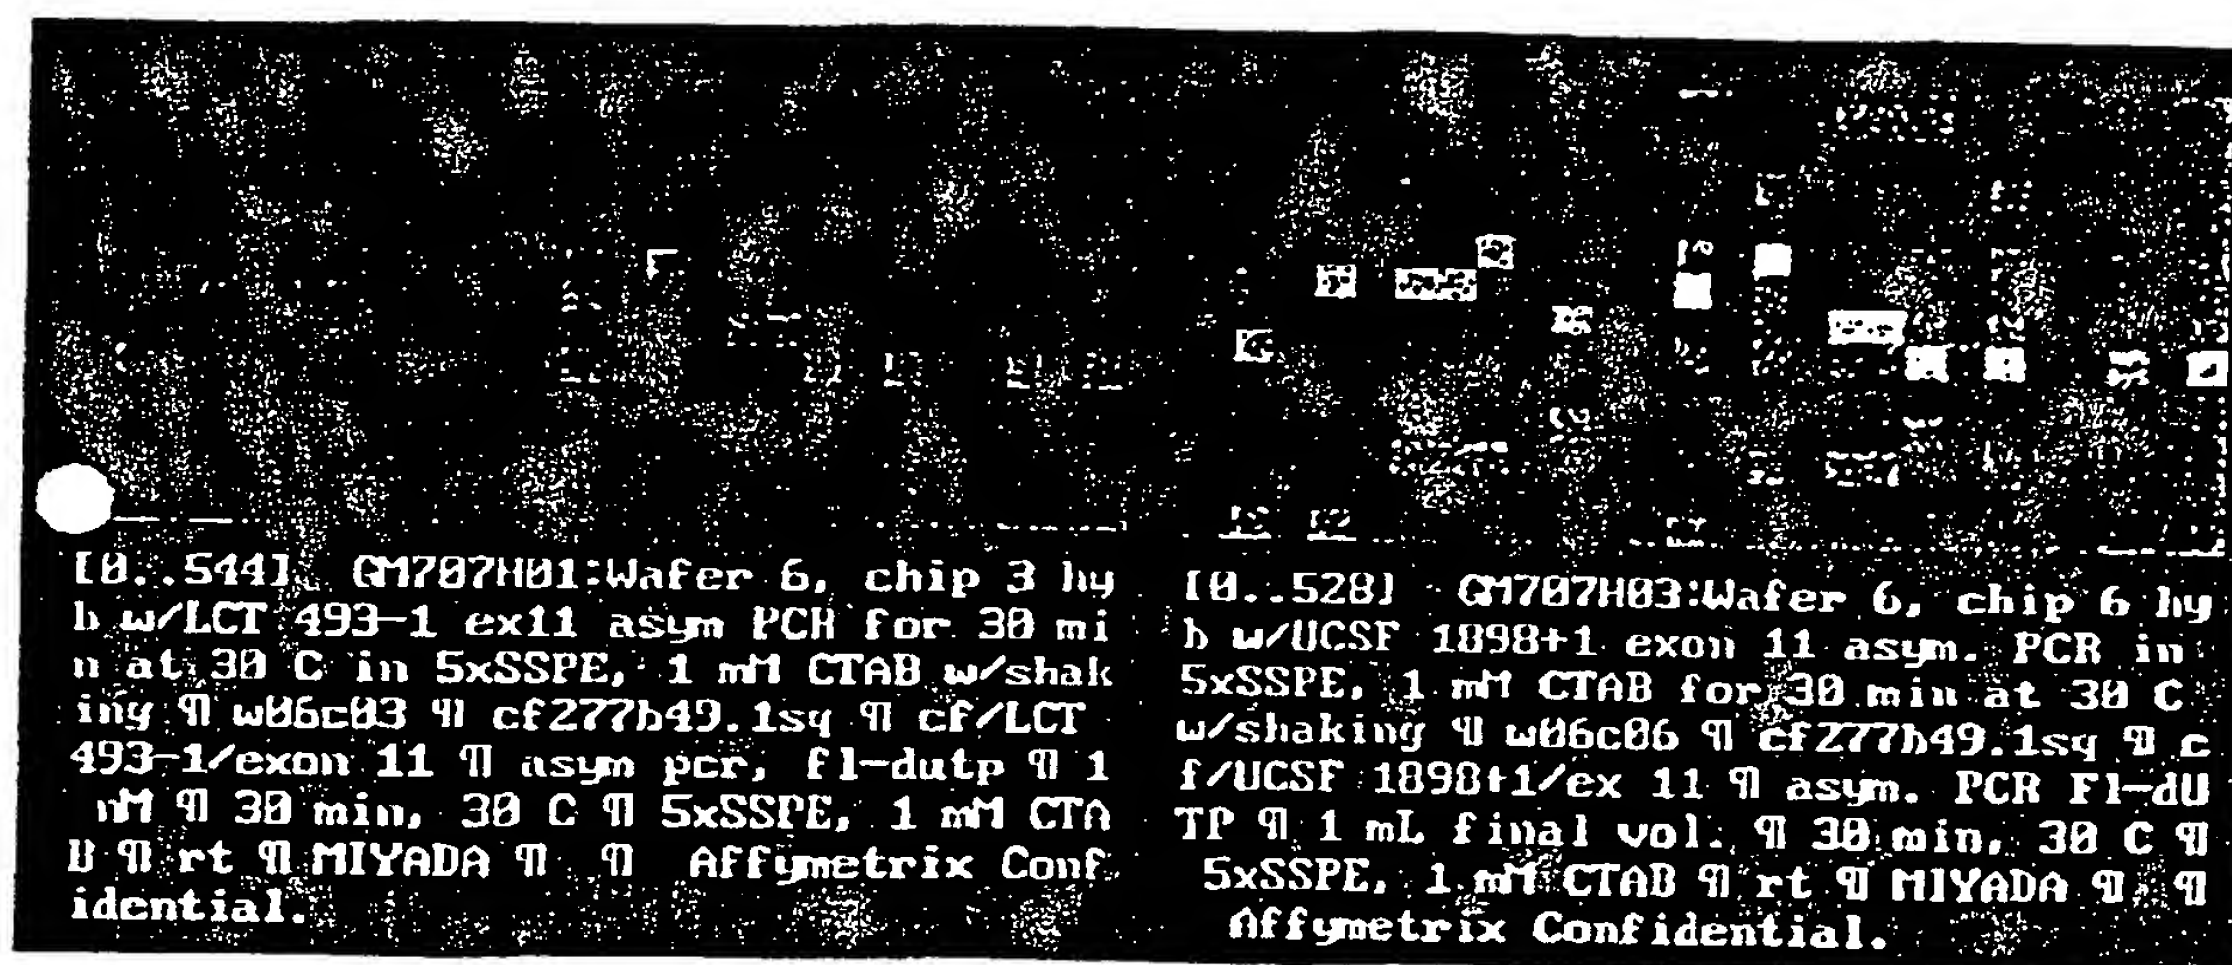 [0..544] GM707H01:Wafer 6, chip 3 hy
b w/LCT 493-1 ex11 asym PCR for 30 mi
n at 30 C in 5xSSPE, 1 mM CTAB w/shak
ing ¶ w06c03 ¶ cf277b49.1sq ¶ cf/LCT
493-1/exon 11 ¶ asym pcr, fl-dutp ¶ 1
nM ¶ 30 min, 30 C ¶ 5xSSPE, 1 mM CTA
B ¶ rt ¶ MIYADA ¶ ¶ Affymetrix Conf
idential.
[0..528] GM707H03:Wafer 6, chip 6 hy
b w/UCSF 1898+1 exon 11 asym. PCR in
5xSSPE, 1 mM CTAB for 30 min at 30 C
w/shaking ¶ w06c06 ¶ cf277b49.1sq ¶ c
f/UCSF 1898+1/ex 11 ¶ asym. PCR Fl-dU
TP ¶ 1 mL final vol. ¶ 30 min, 30 C ¶
5xSSPE, 1 mM CTAB ¶ rt ¶ MIYADA ¶ ¶
Affymetrix Confidential.